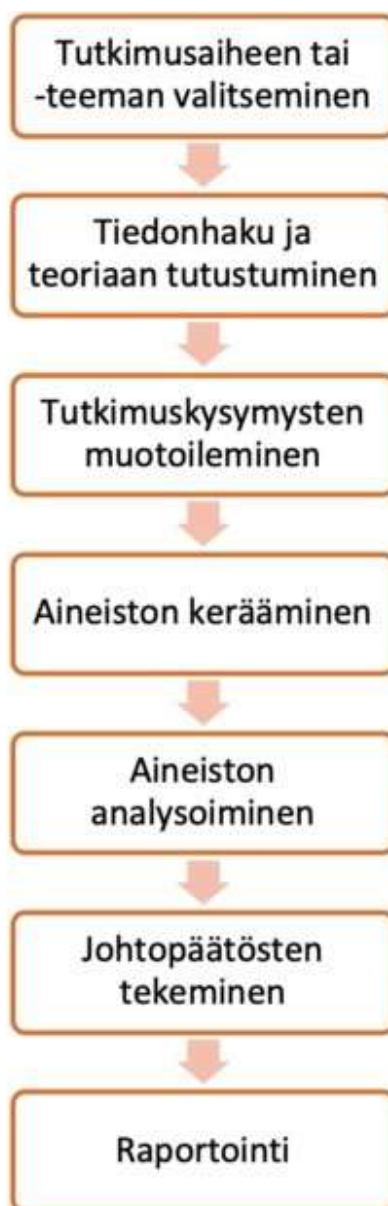 Tutkimusaiheen tai
-teeman valitseminen
Tiedonhaku ja
teoriaan tutustuminen
Tutkimuskysymysten
muotoileminen
Aineiston kerääminen
Aineiston
analysoiminen
Johtopäätösten
tekeminen
Raportointi